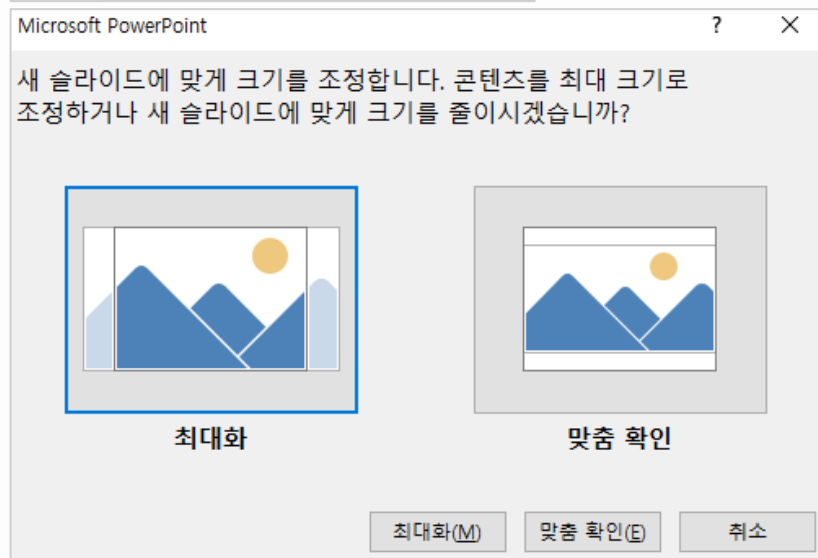 Microsoft PowerPoint ? ×
새 슬라이드에 맞게 크기를 조정합니다. 콘텐츠를 최대 크기로
조정하거나 새 슬라이드에 맞게 크기를 줄이시겠습니까?
최대화 맞춤 확인
최대화(M) 맞춤 확인(E) 취소